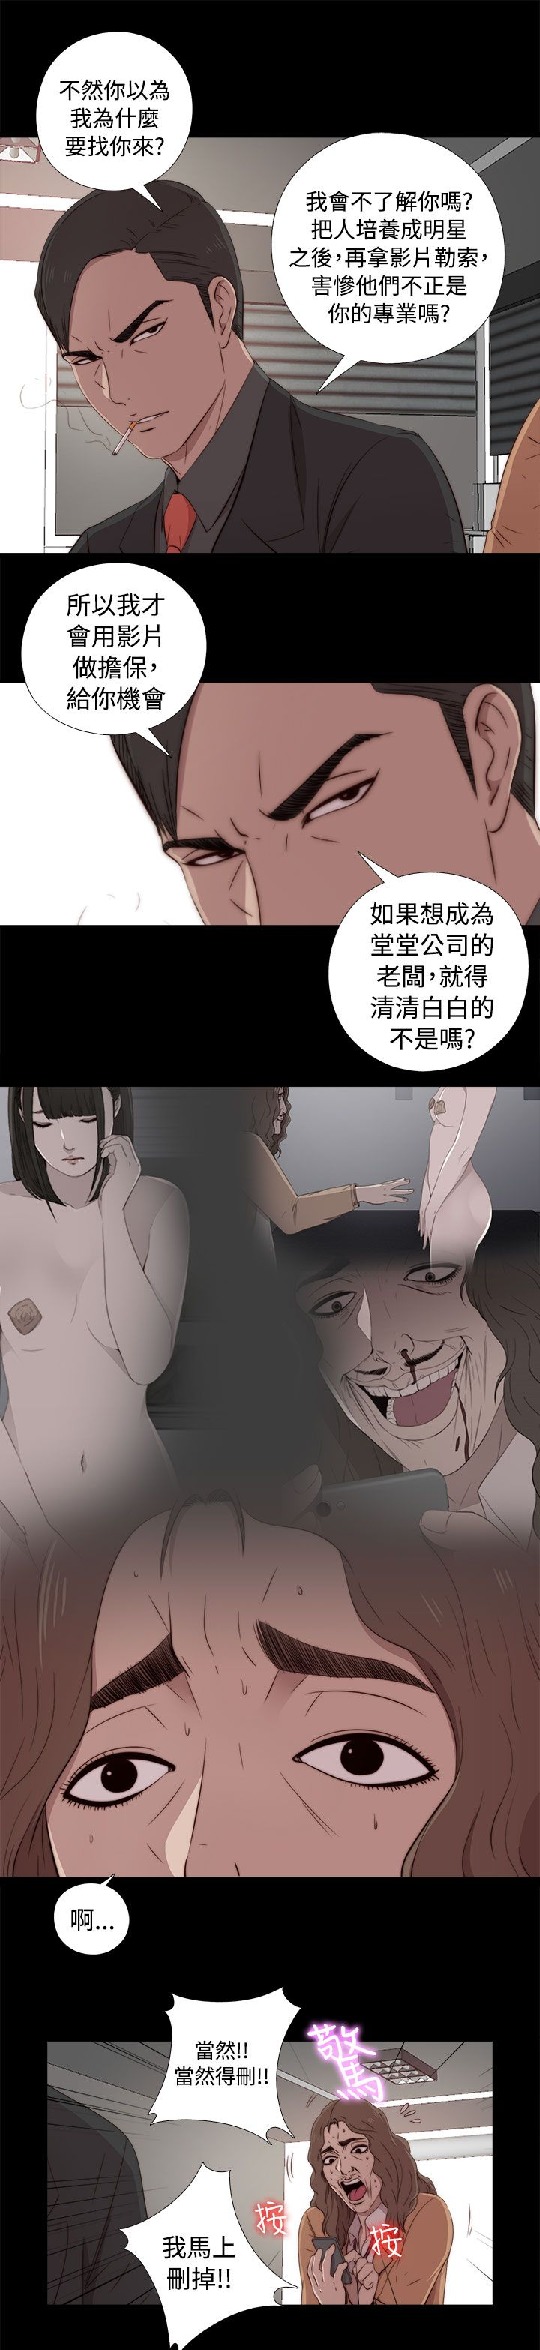 不然你以為
我為什麼
要找你來?
我會不了解你嗎?
把人培養成明星
之後,再拿影片勒索,
害慘他們不正是
你的專業嗎?
所以我才
會用影片
做擔保,
給你機會
如果想成為
堂堂公司的
老闆,就得
清清白白的
不是嗎?
啊...
驚
當然!!
當然得刪!!
按
按
我馬上
刪掉!!